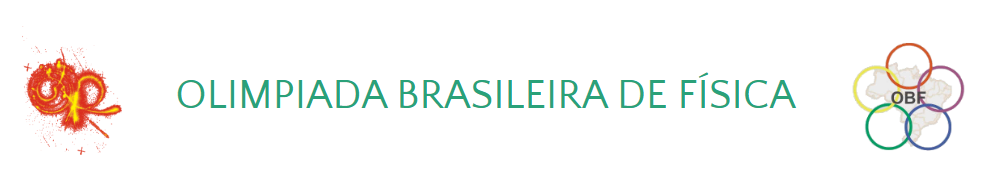 OLIMPIADA BRASILEIRA DE FÍSICA
OBF